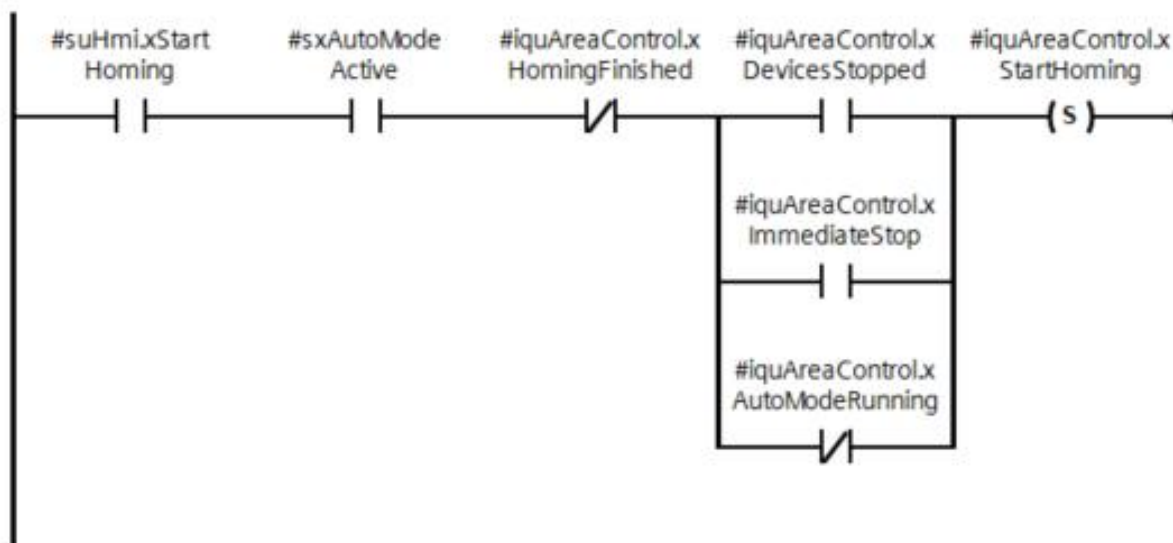 #suHmi.xStart
Homing
#sxAutoMode
Active
#iquAreaControl.x
HomingFinished
#iquAreaControl.x
DevicesStopped
#iquAreaControl.x
StartHoming
S
#iquAreaControl.x
ImmediateStop
#iquAreaControl.x
AutoModeRunning